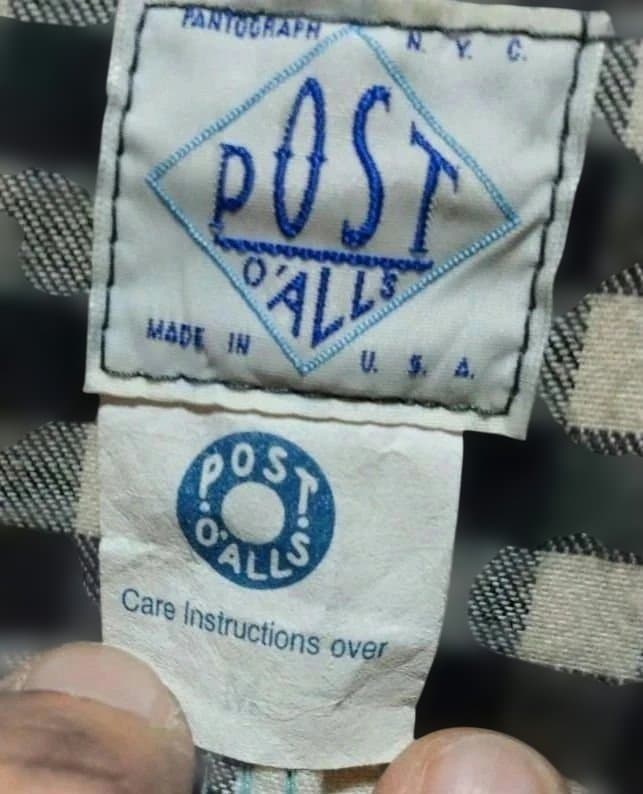 PANTOGRAPH N. Y. C.
POST
O'ALLS
MADE IN U. S. A.
POST
O'ALLS
Care Instructions over